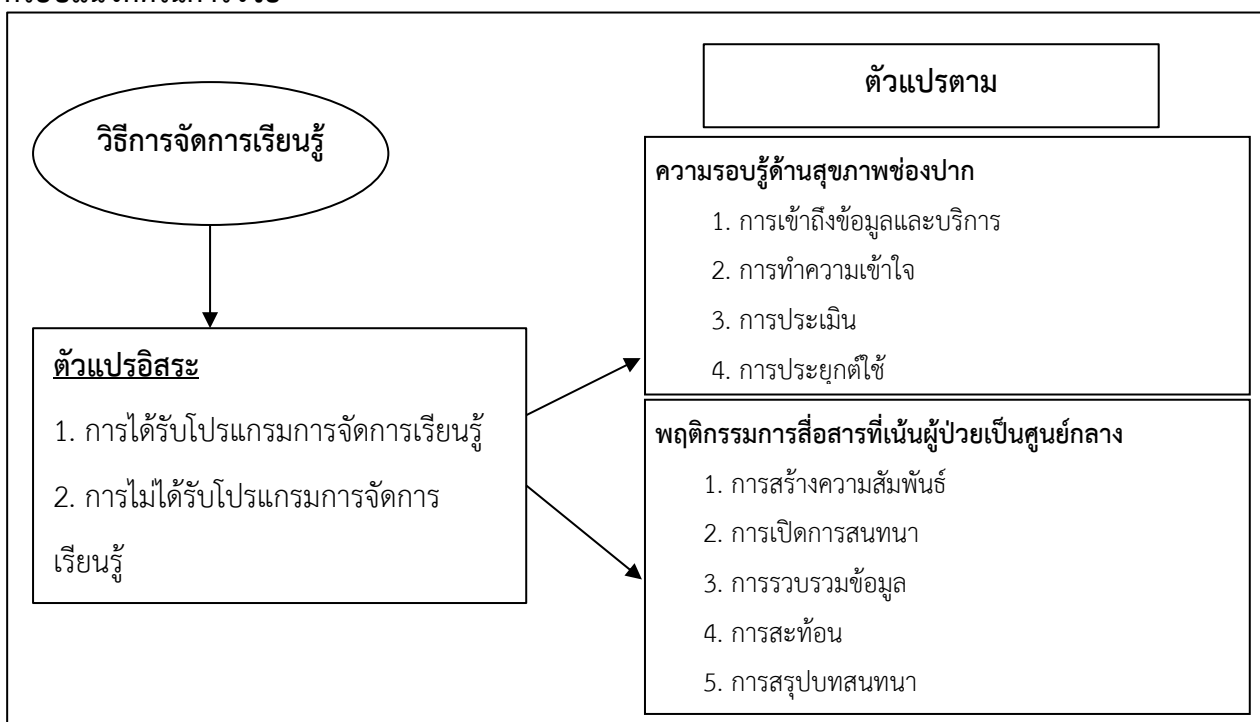 วิธีการจัดการเรียนรู้
ตัวแปรอิสระ
1. การได้รับโปรแกรมการจัดการเรียนรู้
2. การไม่ได้รับโปรแกรมการจัดการ
เรียนรู้
ตัวแปรตาม
ความรอบรู้ด้านสุขภาพช่องปาก
1. การเข้าถึงข้อมูลและบริการ
2. การทำความเข้าใจ
3. การประเมิน
4. การประยุกต์ใช้
พฤติกรรมการสื่อสารที่เน้นผู้ป่วยเป็นศูนย์กลาง
1. การสร้างความสัมพันธ์
2. การเปิดการสนทนา
3. การรวบรวมข้อมูล
4. การสะท้อน
5. การสรุปบทสนทนา